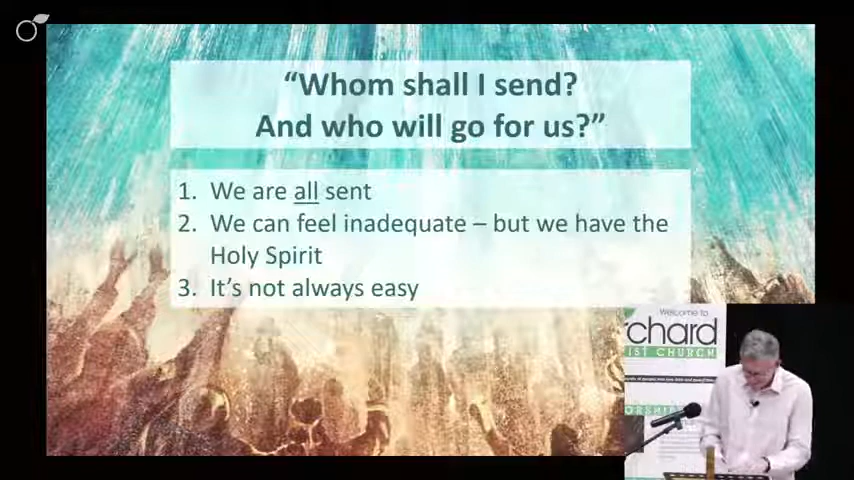 “Whom shall I send?
And who will go for us?”
1. We are all sent
2. We can feel inadequate – but we have the
Holy Spirit
3. It’s not always easy
Welcome to
rchard
IST CHURCH